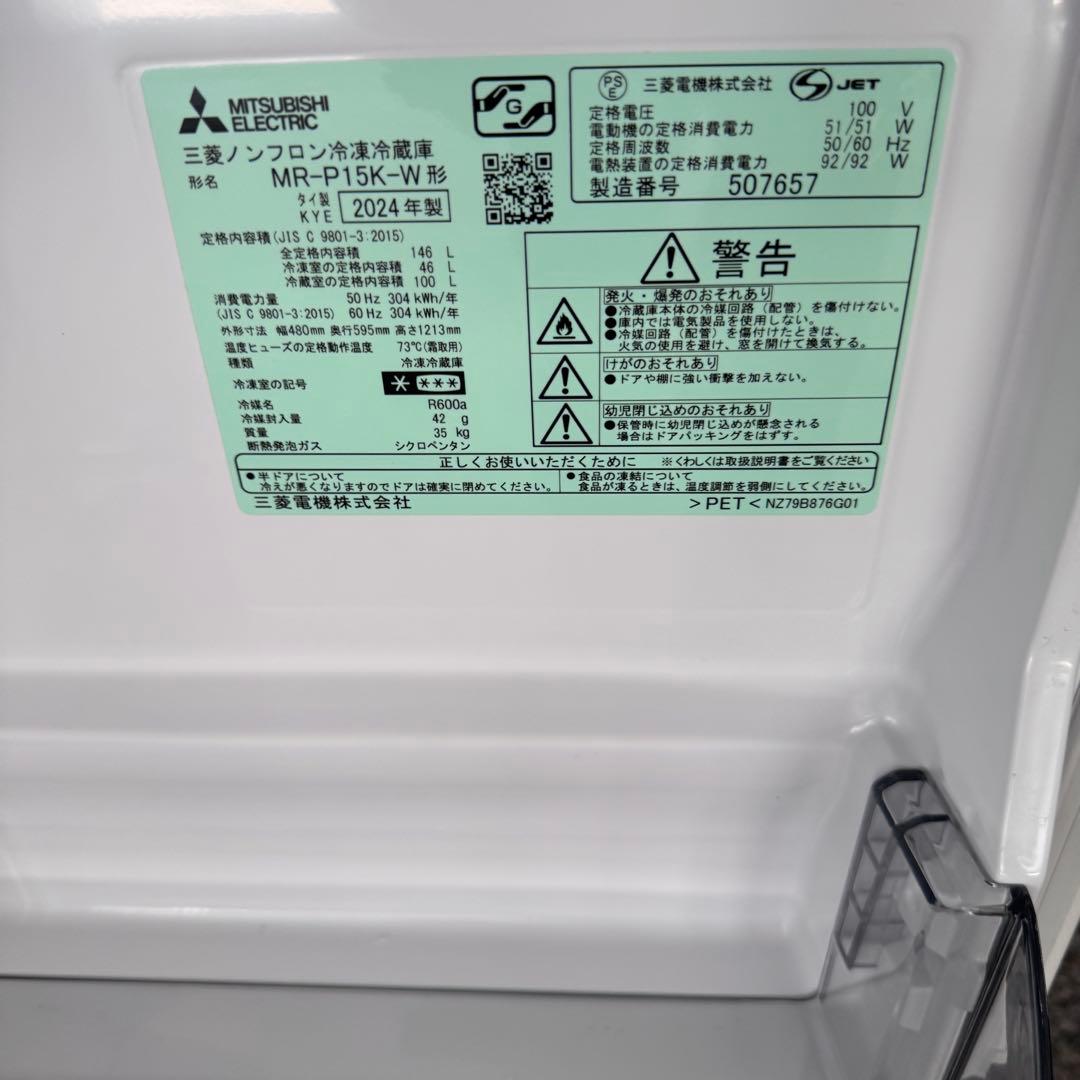 MITSUBISHI
ELECTRIC
G
三菱ノンフロン冷凍冷蔵庫
形名 MR-P15K-W形
タイ製
KYE 2024年製
PSE 三菱電機株式会社 S JET
定格電圧 100 V
電動機の定格消費電力 51/51 W
定格周波数 50/60 Hz
電熱装置の定格消費電力 92/92 W
製造番号 507657
定格内容積(JIS C 9801-3:2015)
全定格内容積 146 L
冷凍室の定格内容積 46 L
冷蔵室の定格内容積 100 L
消費電力量 50 Hz 304 kWh/年
(JIS C 9801-3:2015) 60 Hz 304 kWh/年
外形寸法 幅480mm 奥行595mm 高さ1213mm
温度ヒューズの定格動作温度 73℃(霜取用)
種類 冷凍冷蔵庫
冷凍室の記号 * ***
冷媒名 R600a
冷媒封入量 42 g
質量 35 kg
断熱発泡ガス シクロペンタン
警告
発火・爆発のおそれあり
●冷蔵庫本体の冷媒回路(配管)を傷付けない。
●庫内では電気製品を使用しない。
●冷媒回路(配管)を傷付けたときは、
火気の使用を避け、窓を開けて換気する。
けがのおそれあり
●ドアや棚に強い衝撃を加えない。
幼児閉じ込めのおそれあり
●保管時に幼児閉じ込めが懸念される
場合はドアパッキングをはずす。
正しくお使いいただくために ※くわしくは取扱説明書をご覧ください
●半ドアについて
冷えが悪くなりますのでドアは確実に閉めてください。
●食品の凍結について
食品が凍るときは、温度調節を弱側にしてください。
三菱電機株式会社 >PET< NZ79B876G01